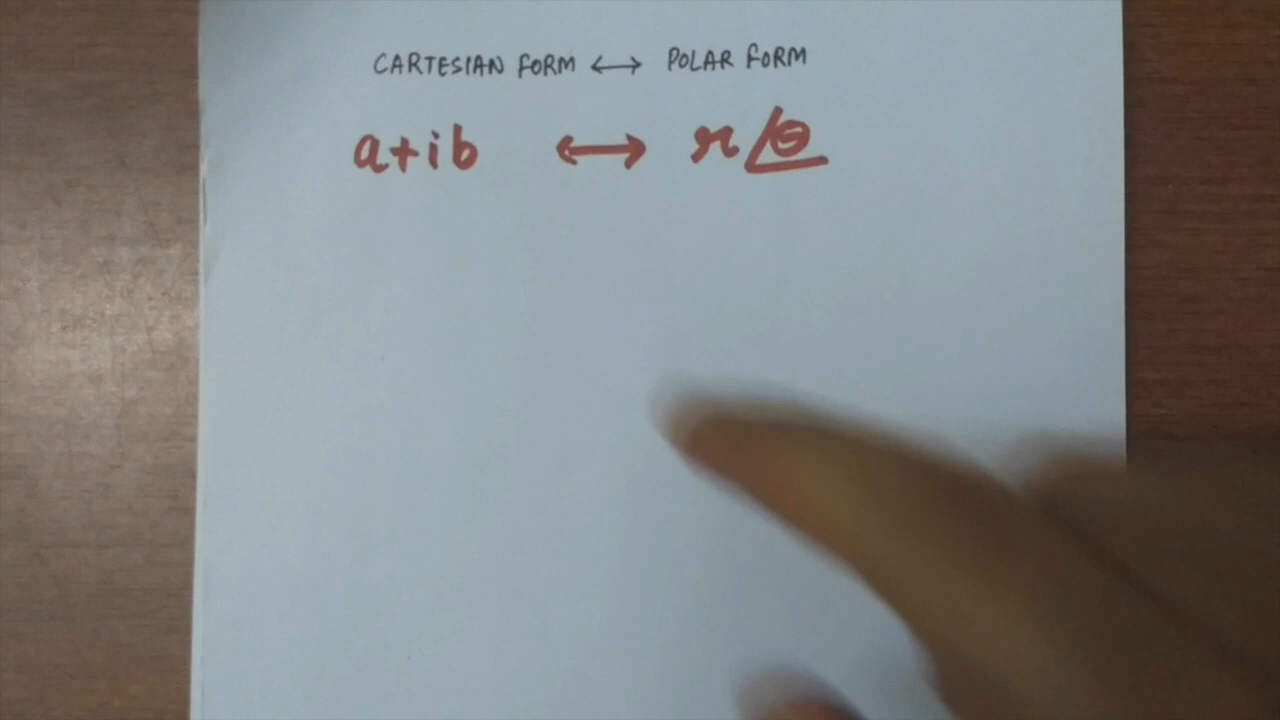 CARTESIAN FORM ⟷ POLAR FORM
a+ib ⟷ r∠θ